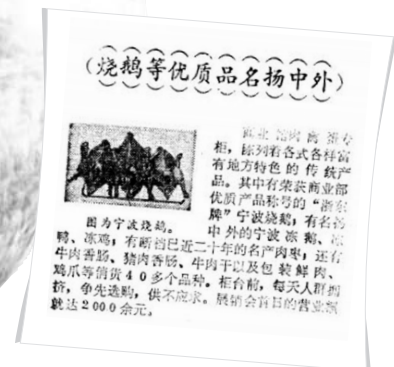 （烧鹅等优质品名扬中外）
柜，陈列着各式各样富
有地方特色的传统产
品。其中有荣获商业部
优质产品称号的“浙东
牌”宁波烧鹅，有名
中外的宁波冻鹅、冻
图为宁波烧鹅。
鸭、冻鸡；有断档已近二十年的名产肉枣；还有
牛肉香肠、猪肉香肠、牛肉干以及包装鲜肉、
鸡爪等俏货40多个品种。柜台前，每天人群拥
挤，争先选购，供不应求。展销会首日的营业额
就达2000余元。